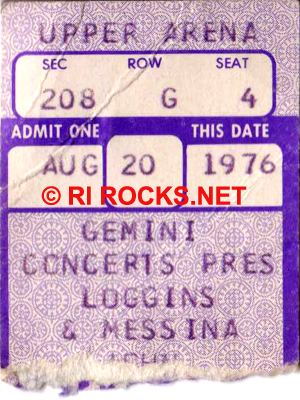 UPPER ARENA
SEC ROW SEAT
208 G 4
ADMIT ONE THIS DATE
AUG 20 1976
© RI ROCKS.NET
GEMINI
CONCERTS PRES
LOGGINS
& MESSINA